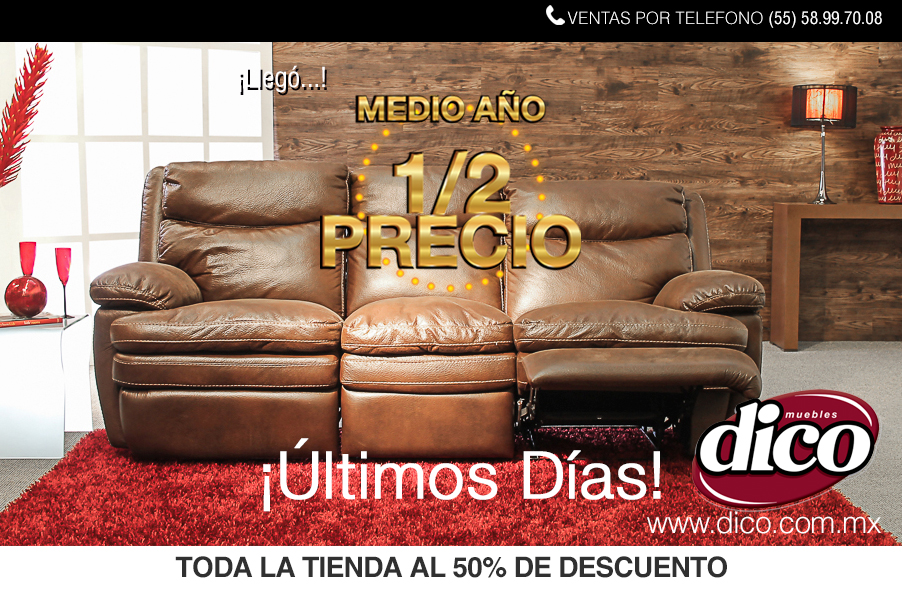 VENTAS POR TELEFONO (55) 58.99.70.08
¡Llegó...!
MEDIO AÑO
1/2
PRECIO
muebles
dico
¡Últimos Días!
www.dico.com.mx
TODA LA TIENDA AL 50% DE DESCUENTO